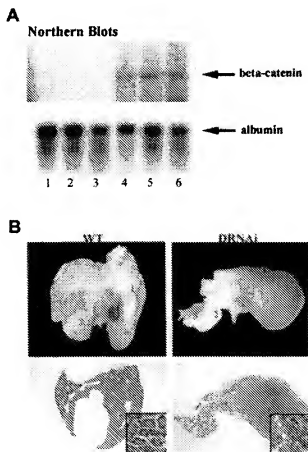 A
Northern Blots
beta-catenin
albumin
1 2 3 4 5 6
B
WT DRNAi